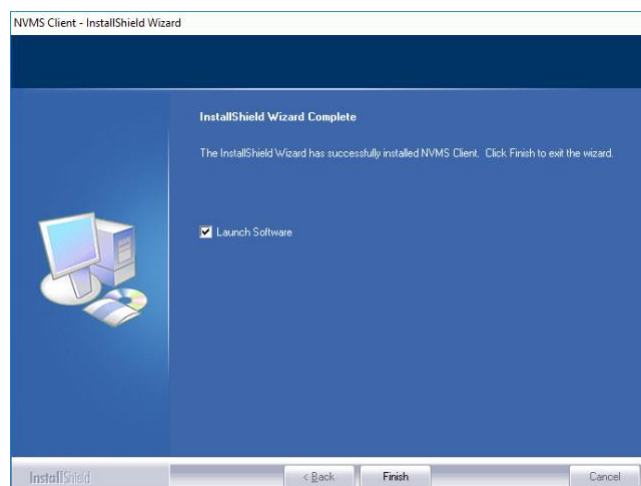 NVMS Client - InstallShield Wizard
InstallShield Wizard Complete
The InstallShield Wizard has successfully installed NVMS Client. Click Finish to exit the wizard.
Launch Software
InstallShield
< Back
Finish
Cancel